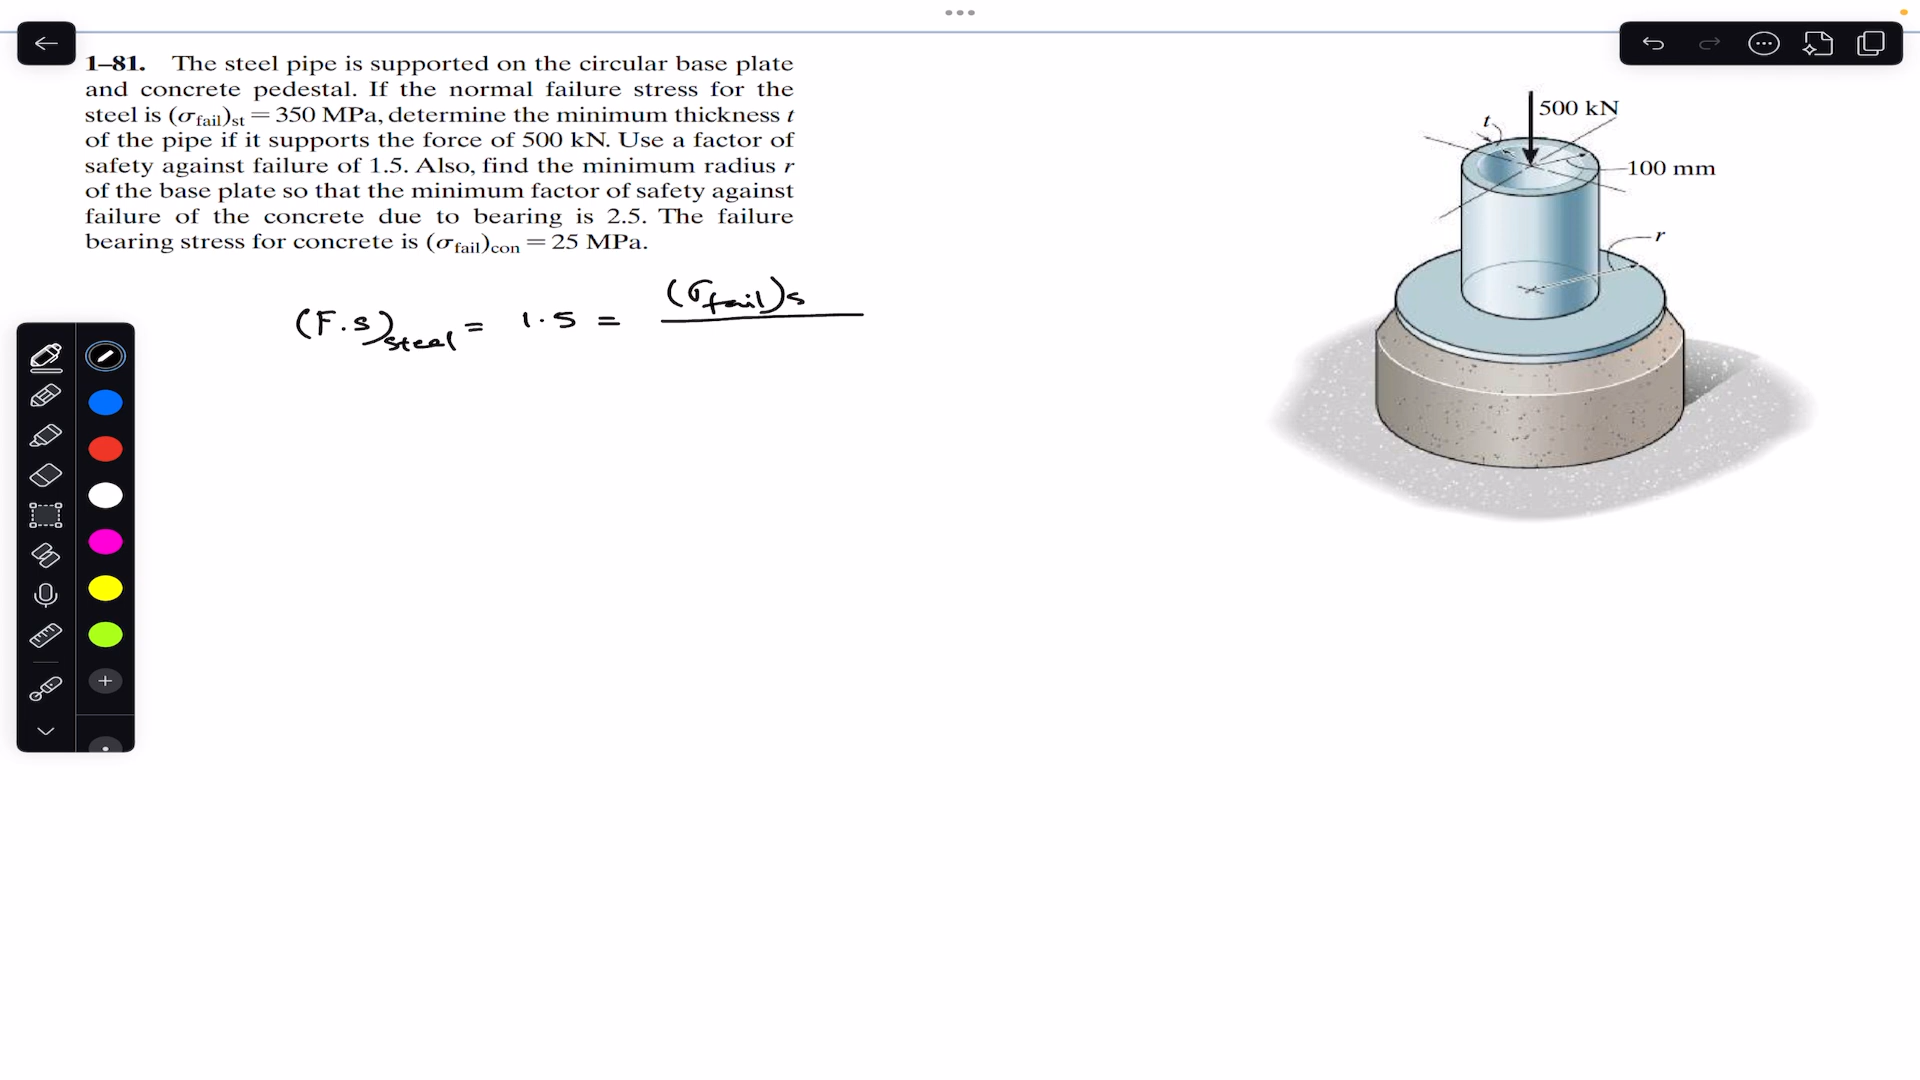 1–81. The steel pipe is supported on the circular base plate
and concrete pedestal. If the normal failure stress for the
steel is (σfail)st = 350 MPa, determine the minimum thickness t
of the pipe if it supports the force of 500 kN. Use a factor of
safety against failure of 1.5. Also, find the minimum radius r
of the base plate so that the minimum factor of safety against
failure of the concrete due to bearing is 2.5. The failure
bearing stress for concrete is (σfail)con = 25 MPa.
(F.S)steel = 1.5 = (σfail)s
500 kN
t
100 mm
r